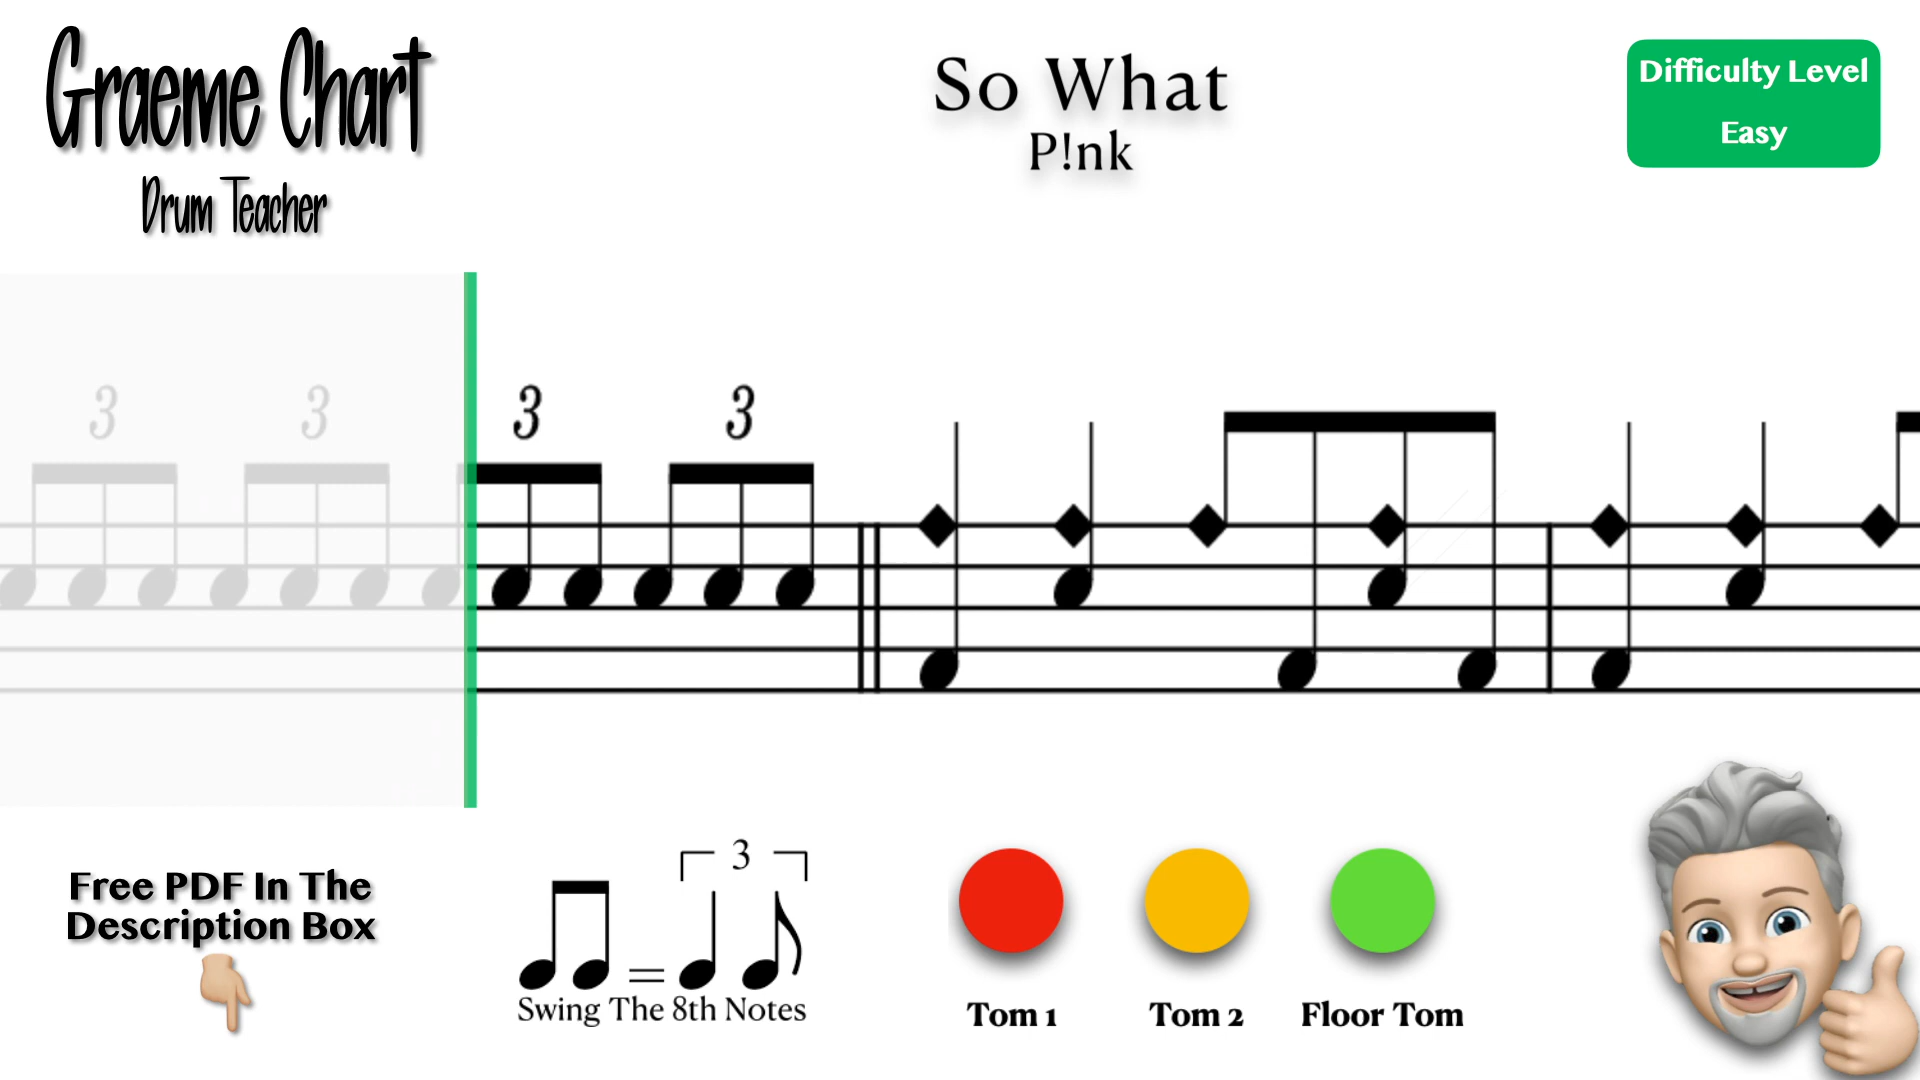 Graeme Chart
Drum Teacher
So What
P!nk
Difficulty Level
Easy
3
3
3
3
Free PDF In The
Description Box
3
=
Swing The 8th Notes
Tom 1
Tom 2
Floor Tom